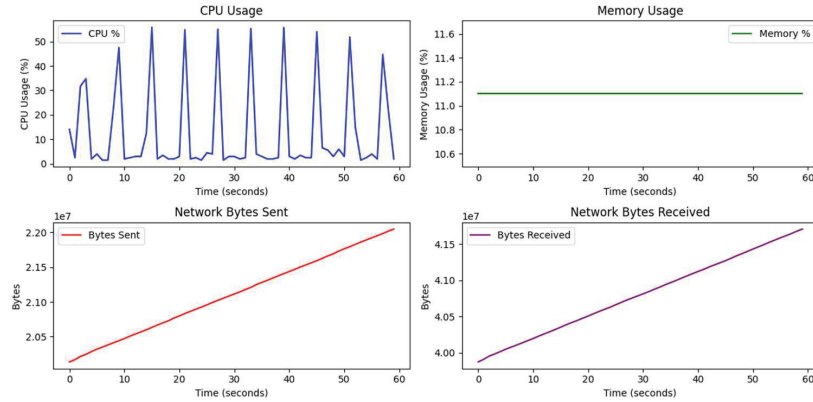 CPU Usage
CPU %
CPU Usage (%)
50
40
30
20
10
0
0 10 20 30 40 50 60
Time (seconds)
Memory Usage
Memory %
Memory Usage (%)
11.6
11.4
11.2
11.0
10.8
10.6
0 10 20 30 40 50 60
Time (seconds)
Network Bytes Sent
1e7
Bytes Sent
Bytes
2.20
2.15
2.10
2.05
0 10 20 30 40 50 60
Time (seconds)
Network Bytes Received
1e7
Bytes Received
Bytes
4.15
4.10
4.05
4.00
0 10 20 30 40 50 60
Time (seconds)